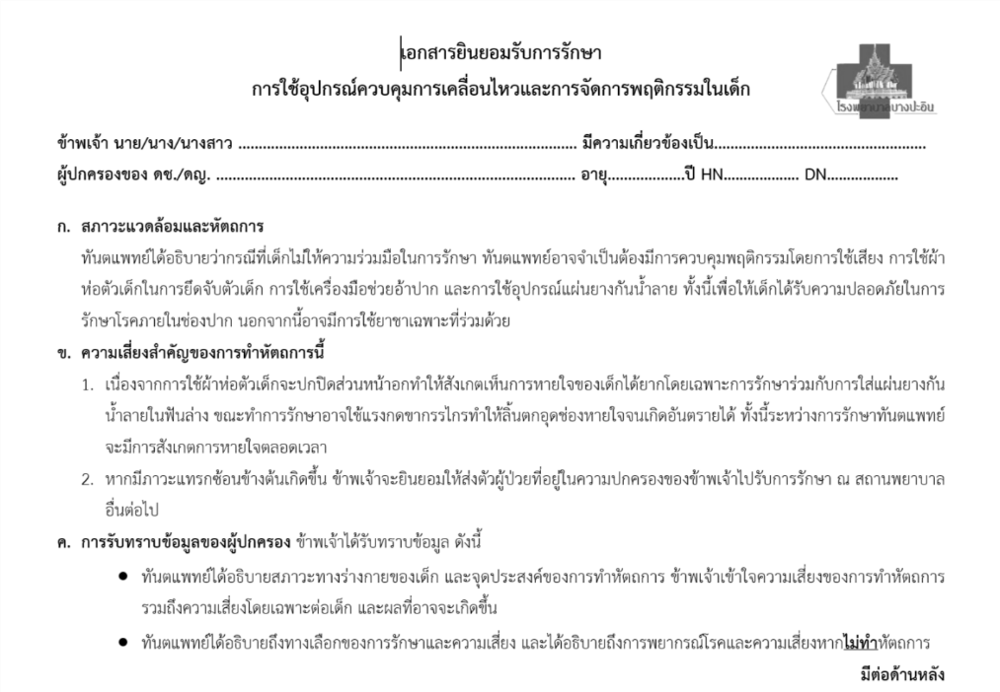 เอกสารยินยอมรับการรักษา
การใช้อุปกรณ์ควบคุมการเคลื่อนไหวและการจัดการพฤติกรรมในเด็ก
โรงพยาบาลบางปะอิน
ข้าพเจ้า นาย/นาง/นางสาว .................................................................................... มีความเกี่ยวข้องเป็น....................................................
ผู้ปกครองของ ดช./ดญ. ........................................................................................ อายุ...................ปี HN................... DN..................
ก. สภาวะแวดล้อมและหัตถการ
ทันตแพทย์ได้อธิบายว่ากรณีที่เด็กไม่ให้ความร่วมมือในการรักษา ทันตแพทย์อาจจำเป็นต้องมีการควบคุมพฤติกรรมโดยการใช้เสียง การใช้ผ้า
ห่อตัวเด็กในการยึดจับตัวเด็ก การใช้เครื่องมือช่วยอ้าปาก และการใช้อุปกรณ์แผ่นยางกันน้ำลาย ทั้งนี้เพื่อให้เด็กได้รับความปลอดภัยในการ
รักษาโรคภายในช่องปาก นอกจากนี้อาจมีการใช้ยาชาเฉพาะที่ร่วมด้วย
ข. ความเสี่ยงสำคัญของการทำหัตถการนี้
1. เนื่องจากการใช้ผ้าห่อตัวเด็กจะปกปิดส่วนหน้าอกทำให้สังเกตเห็นการหายใจของเด็กได้ยากโดยเฉพาะการรักษาร่วมกับการใส่แผ่นยางกัน
น้ำลายในฟันล่าง ขณะทำการรักษาอาจใช้แรงกดขากรรไกรทำให้ลิ้นตกอุดช่องหายใจจนเกิดอันตรายได้ ทั้งนี้ระหว่างการรักษาทันตแพทย์
จะมีการสังเกตการหายใจตลอดเวลา
2. หากมีภาวะแทรกซ้อนข้างต้นเกิดขึ้น ข้าพเจ้าจะยินยอมให้ส่งตัวผู้ป่วยที่อยู่ในความปกครองของข้าพเจ้าไปรับการรักษา ณ สถานพยาบาล
อื่นต่อไป
ค. การรับทราบข้อมูลของผู้ปกครอง ข้าพเจ้าได้รับทราบข้อมูล ดังนี้
● ทันตแพทย์ได้อธิบายสภาวะทางร่างกายของเด็ก และจุดประสงค์ของการทำหัตถการ ข้าพเจ้าเข้าใจความเสี่ยงของการทำหัตถการ
รวมถึงความเสี่ยงโดยเฉพาะต่อเด็ก และผลที่อาจจะเกิดขึ้น
● ทันตแพทย์ได้อธิบายถึงทางเลือกของการรักษาและความเสี่ยง และได้อธิบายถึงการพยากรณ์โรคและความเสี่ยงหากไม่ทำหัตถการ
มีต่อด้านหลัง